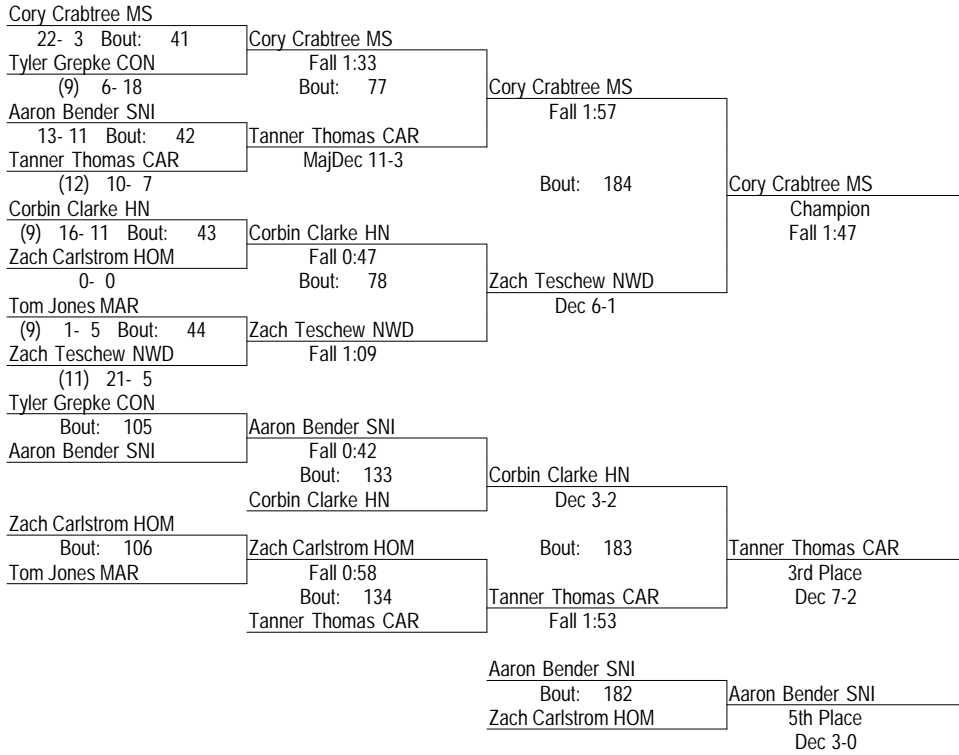 Cory Crabtree MS
22- 3 Bout: 41
Cory Crabtree MS
Tyler Grepke CON
Fall 1:33
(9) 6- 18
Bout: 77
Cory Crabtree MS
Aaron Bender SNI
Fall 1:57
13- 11 Bout: 42
Tanner Thomas CAR
Tanner Thomas CAR
MajDec 11-3
(12) 10- 7
Bout: 184
Cory Crabtree MS
Corbin Clarke HN
Champion
(9) 16- 11 Bout: 43
Corbin Clarke HN
Fall 1:47
Zach Carlstrom HOM
Fall 0:47
0- 0
Bout: 78
Zach Teschew NWD
Tom Jones MAR
Dec 6-1
(9) 1- 5 Bout: 44
Zach Teschew NWD
Zach Teschew NWD
Fall 1:09
(11) 21- 5
Tyler Grepke CON
Bout: 105
Aaron Bender SNI
Aaron Bender SNI
Fall 0:42
Bout: 133
Corbin Clarke HN
Corbin Clarke HN
Dec 3-2
Zach Carlstrom HOM
Bout: 106
Zach Carlstrom HOM
Bout: 183
Tanner Thomas CAR
Tom Jones MAR
Fall 0:58
3rd Place
Bout: 134
Tanner Thomas CAR
Dec 7-2
Tanner Thomas CAR
Fall 1:53
Aaron Bender SNI
Bout: 182
Aaron Bender SNI
Zach Carlstrom HOM
5th Place
Dec 3-0